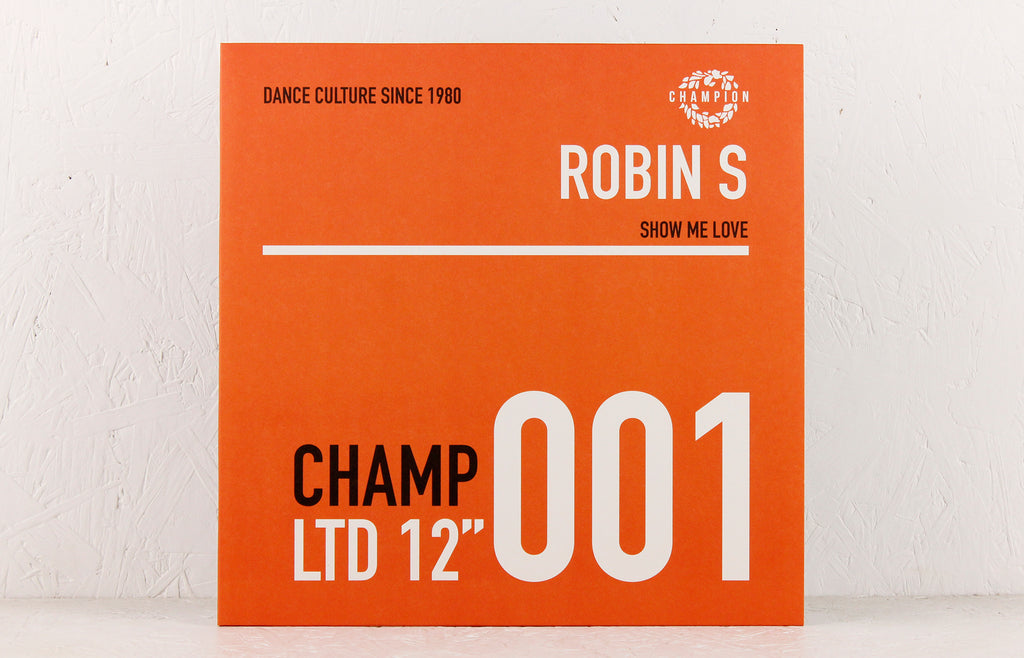 DANCE CULTURE SINCE 1980
CHAMPION
ROBIN S
SHOW ME LOVE
CHAMP
LTD 12”
001